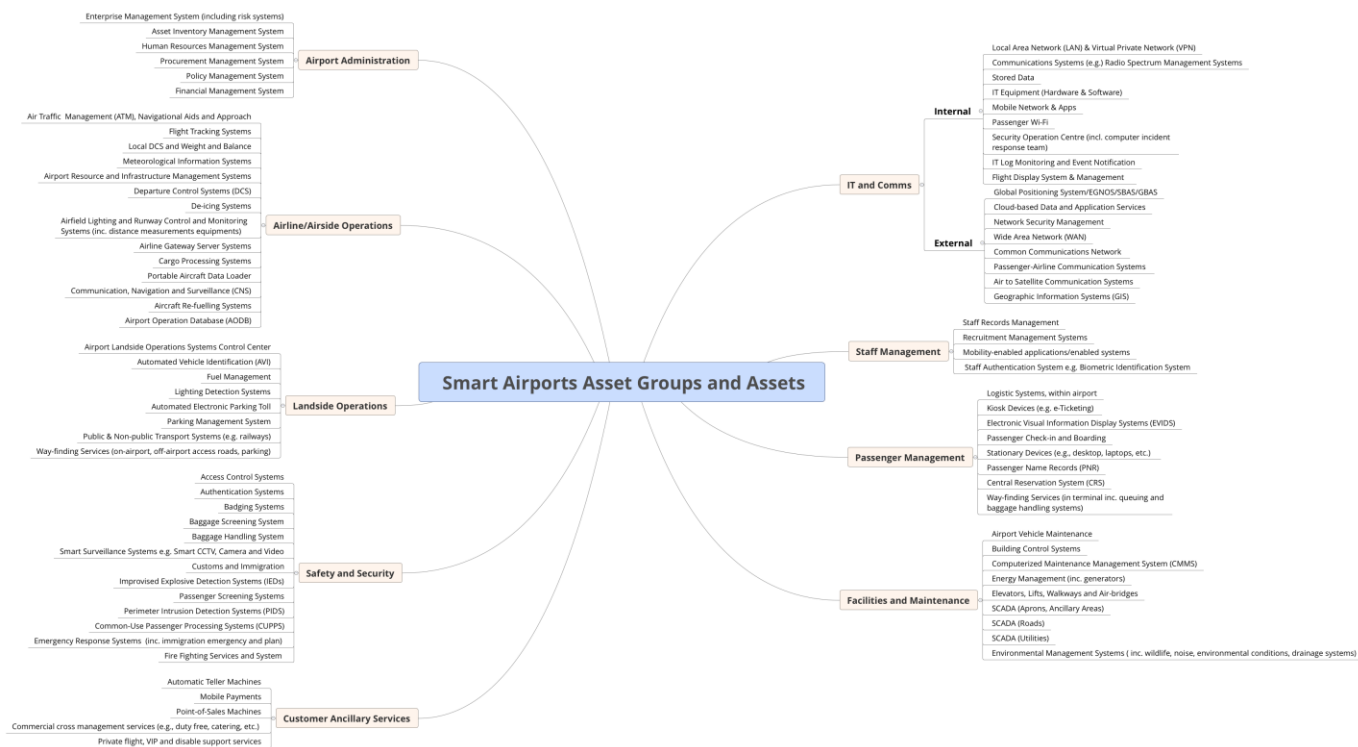 Smart Airports Asset Groups and Assets
Airport Administration
Enterprise Management System (including risk systems)
Asset Inventory Management System
Human Resources Management System
Procurement Management System
Policy Management System
Financial Management System
Airline/Airside Operations
Air Traffic Management (ATM), Navigational Aids and Approach
Flight Tracking Systems
Local DCS and Weight and Balance
Meteorological Information Systems
Airport Resource and Infrastructure Management Systems
Departure Control Systems (DCS)
De-icing Systems
Airfield Lighting and Runway Control and Monitoring
Systems (inc. distance measurements equipments)
Airline Gateway Server Systems
Cargo Processing Systems
Portable Aircraft Data Loader
Communication, Navigation and Surveillance (CNS)
Aircraft Re-fuelling Systems
Airport Operation Database (AODB)
Landside Operations
Airport Landside Operations Systems Control Center
Automated Vehicle Identification (AVI)
Fuel Management
Lighting Detection Systems
Automated Electronic Parking Toll
Parking Management System
Public & Non-public Transport Systems (e.g. railways)
Way-finding Services (on-airport, off-airport access roads, parking)
Safety and Security
Access Control Systems
Authentication Systems
Badging Systems
Baggage Screening System
Baggage Handling System
Smart Surveillance Systems e.g. Smart CCTV, Camera and Video
Customs and Immigration
Improvised Explosive Detection Systems (IEDs)
Passenger Screening Systems
Perimeter Intrusion Detection Systems (PIDS)
Common-Use Passenger Processing Systems (CUPPS)
Emergency Response Systems (inc. immigration emergency and plan)
Fire Fighting Services and System
Customer Ancillary Services
Automatic Teller Machines
Mobile Payments
Point-of-Sales Machines
Commercial cross management services (e.g., duty free, catering, etc.)
Private flight, VIP and disable support services
IT and Comms
Internal
Local Area Network (LAN) & Virtual Private Network (VPN)
Communications Systems (e.g.) Radio Spectrum Management Systems
Stored Data
IT Equipment (Hardware & Software)
Mobile Network & Apps
Passenger Wi-Fi
Security Operation Centre (incl. computer incident
response team)
IT Log Monitoring and Event Notification
Flight Display System & Management
External
Global Positioning System/EGNOS/SBAS/GBAS
Cloud-based Data and Application Services
Network Security Management
Wide Area Network (WAN)
Common Communications Network
Passenger-Airline Communication Systems
Air to Satellite Communication Systems
Geographic Information Systems (GIS)
Staff Management
Staff Records Management
Recruitment Management Systems
Mobility-enabled applications/enabled systems
Staff Authentication System e.g. Biometric Identification System
Passenger Management
Logistic Systems, within airport
Kiosk Devices (e.g. e-Ticketing)
Electronic Visual Information Display Systems (EVIDS)
Passenger Check-in and Boarding
Stationary Devices (e.g., desktop, laptops, etc.)
Passenger Name Records (PNR)
Central Reservation System (CRS)
Way-finding Services (in terminal inc. queuing and
baggage handling systems)
Facilities and Maintenance
Airport Vehicle Maintenance
Building Control Systems
Computerized Maintenance Management System (CMMS)
Energy Management (inc. generators)
Elevators, Lifts, Walkways and Air-bridges
SCADA (Aprons, Ancillary Areas)
SCADA (Roads)
SCADA (Utilities)
Environmental Management Systems ( inc. wildlife, noise, environmental conditions, drainage systems)